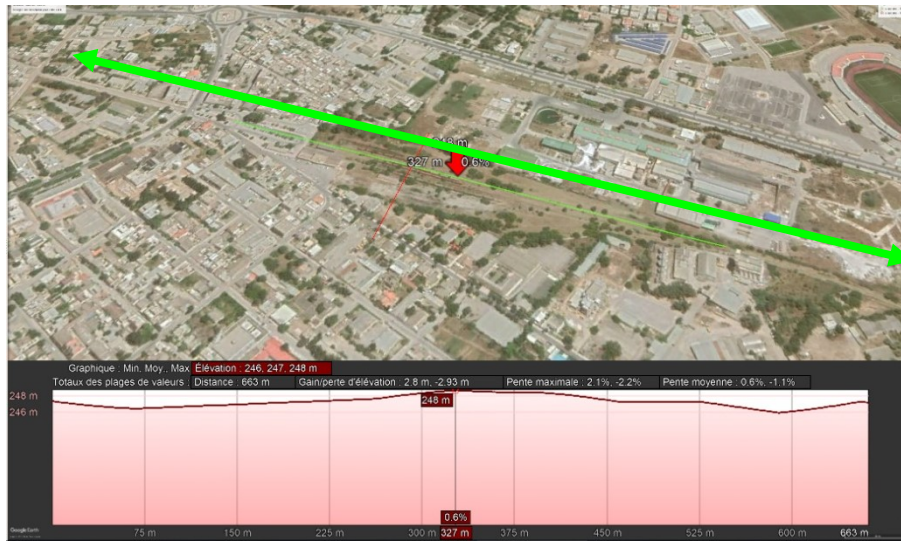 248 m
327 m 0.6%
Graphique : Min. Moy.. Max Élévation : 246, 247, 248 m
Totaux des plages de valeurs : Distance : 663 m Gain/perte d'élévation : 2,8 m, -2.93 m Pente maximale : 2.1%, -2.2% Pente moyenne : 0.6%, -1.1%
248 m
246 m
248 m
0.6%
75 m 150 m 225 m 300 m 327 m 375 m 450 m 525 m 600 m 663 m
Google Earth